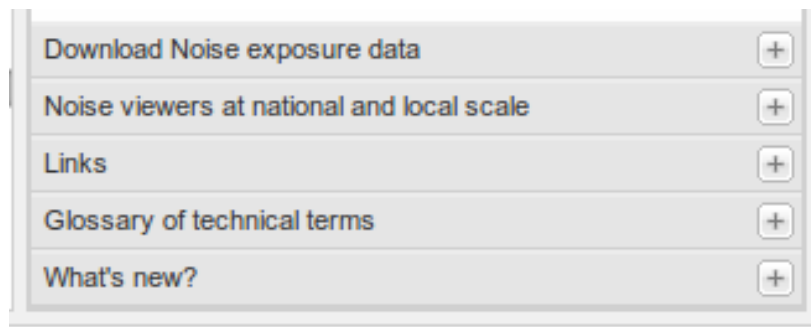 Download Noise exposure data
Noise viewers at national and local scale
Links
Glossary of technical terms
What's new?